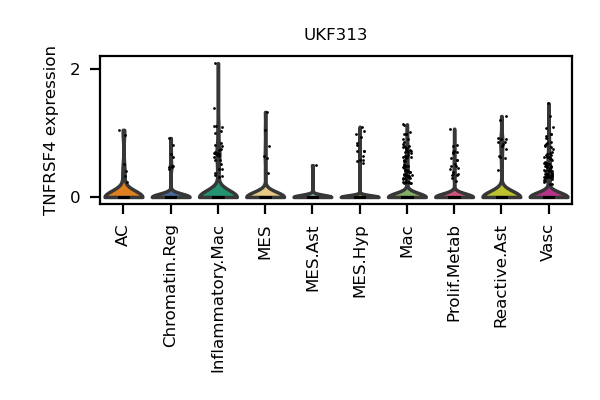 UKF313
TNFRSF4 expression
2
0
AC
Chromatin.Reg
Inflammatory.Mac
MES
MES.Ast
MES.Hyp
Mac
Prolif.Metab
Reactive.Ast
Vasc